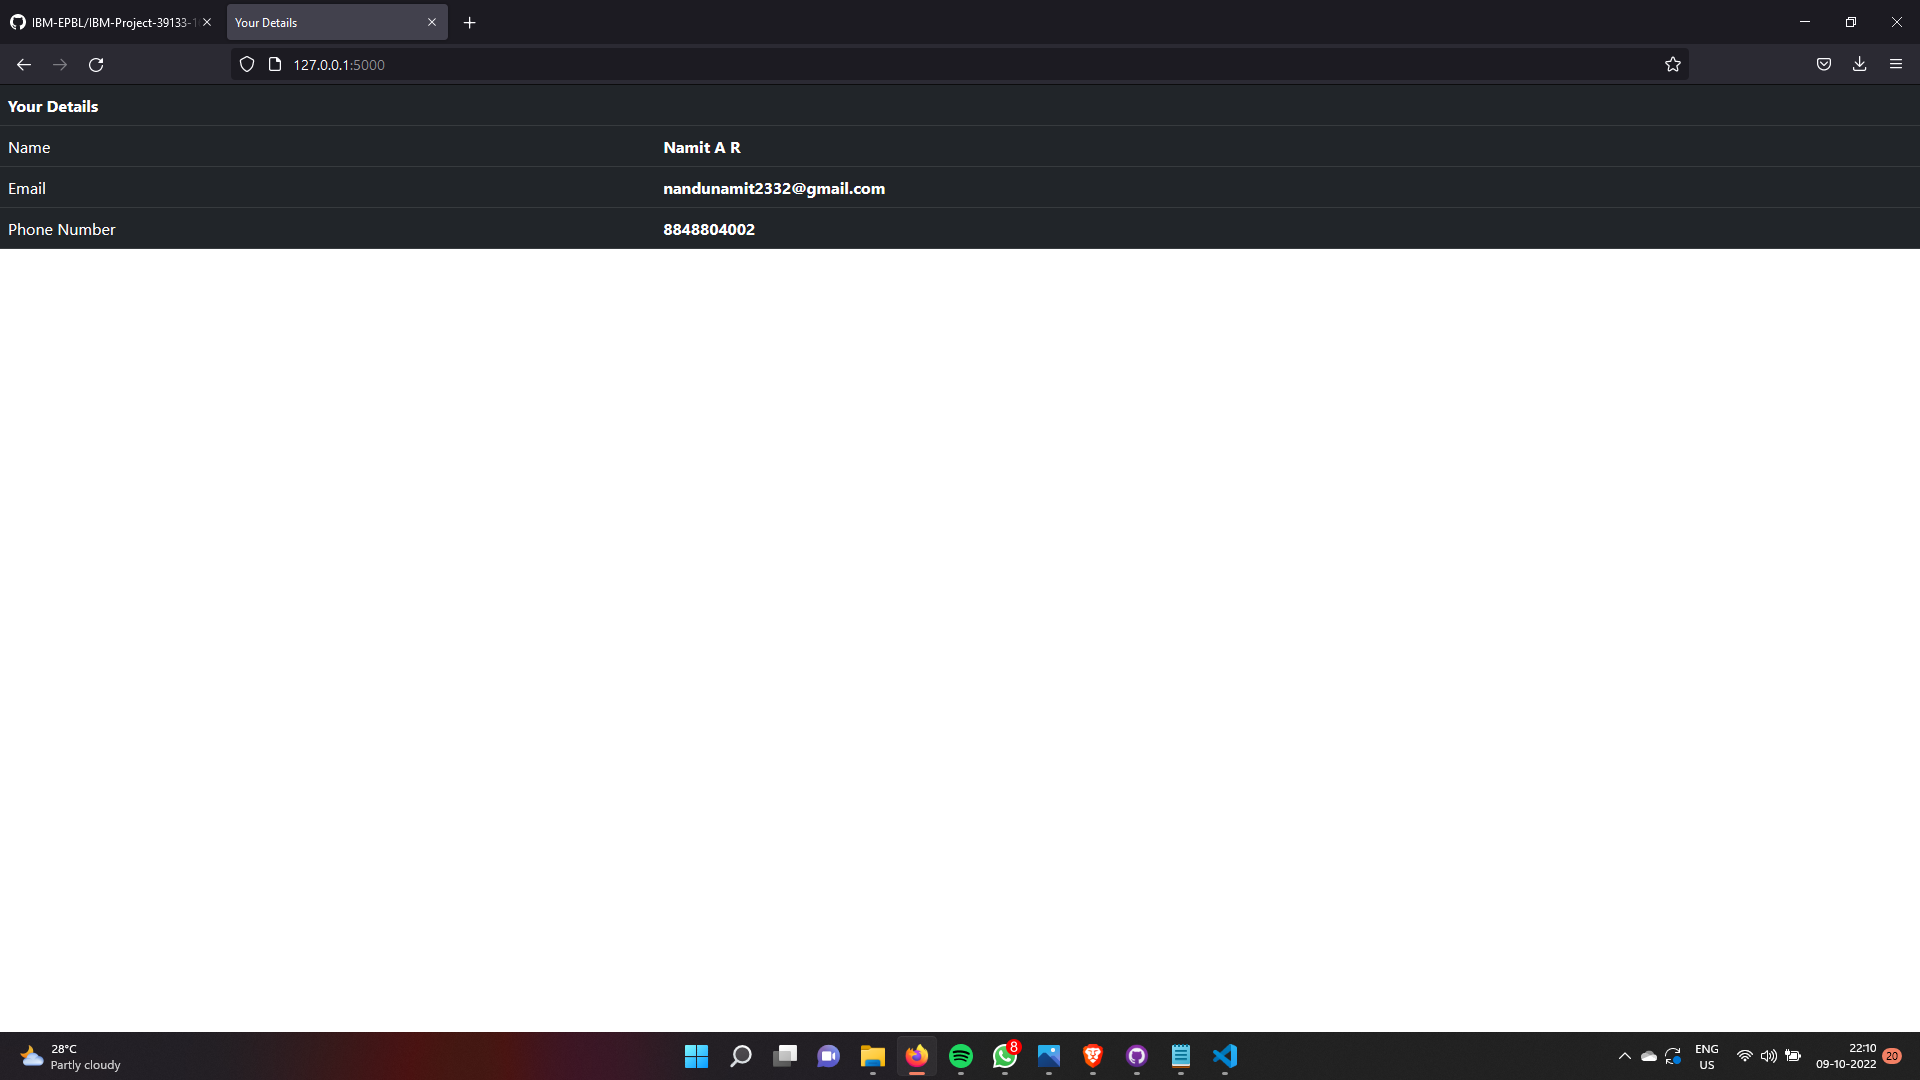 IBM-EPBL/IBM-Project-39133-1
Your Details
127.0.0.1:5000
Your Details
Name Namit A R
Email nandunamit2332@gmail.com
Phone Number 8848804002
28°C
Partly cloudy
8
ENG
US
22:10
09-10-2022
20